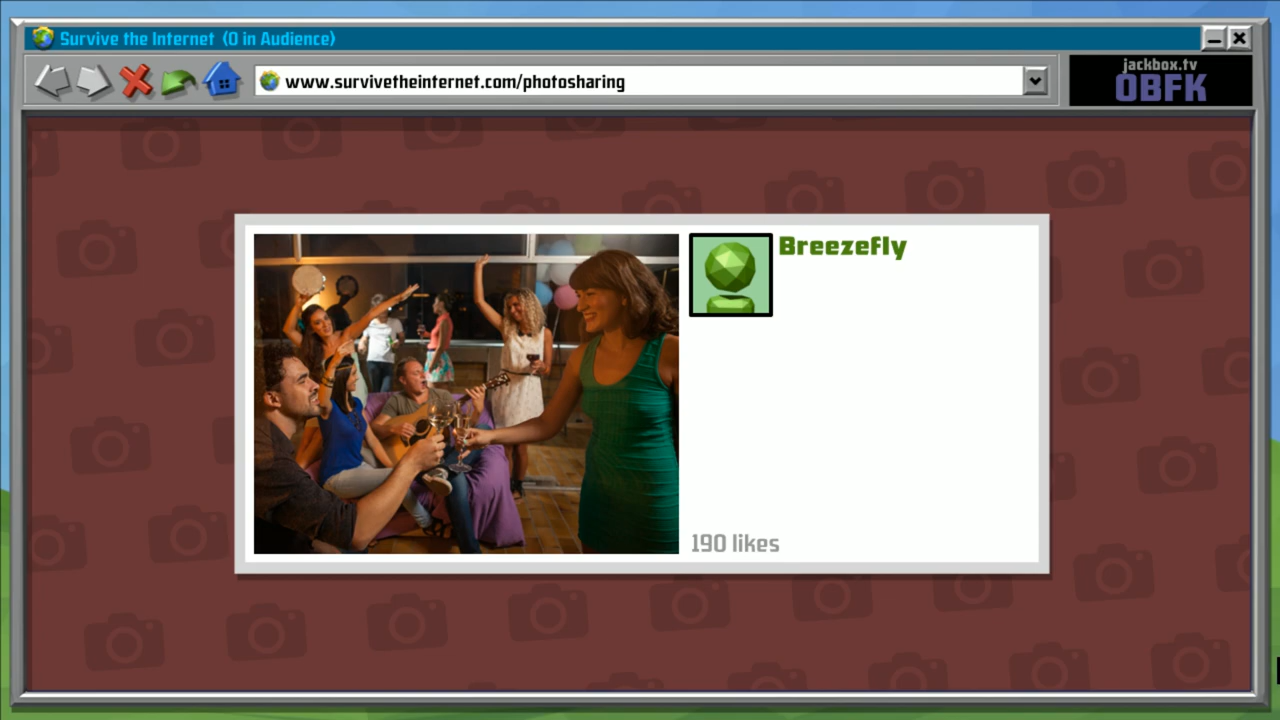 Survive the Internet (0 in Audience)
www.survivetheinternet.com/photosharing
jackbox.tv
OBFK
Breezefly
190 likes